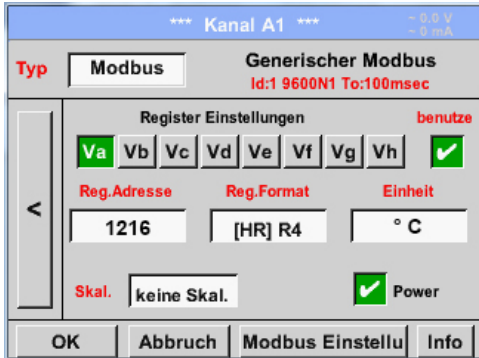 *** Kanal A1 *** ~ 0.0 V
~ 0 mA
Typ Modbus Generischer Modbus
Id:1 9600N1 To:100msec
Register Einstellungen benutze
Va Vb Vc Vd Ve Vf Vg Vh
Reg.Adresse Reg.Format Einheit
< 1216 [HR] R4 ° C
Skal. keine Skal. Power
OK Abbruch Modbus Einstellu Info